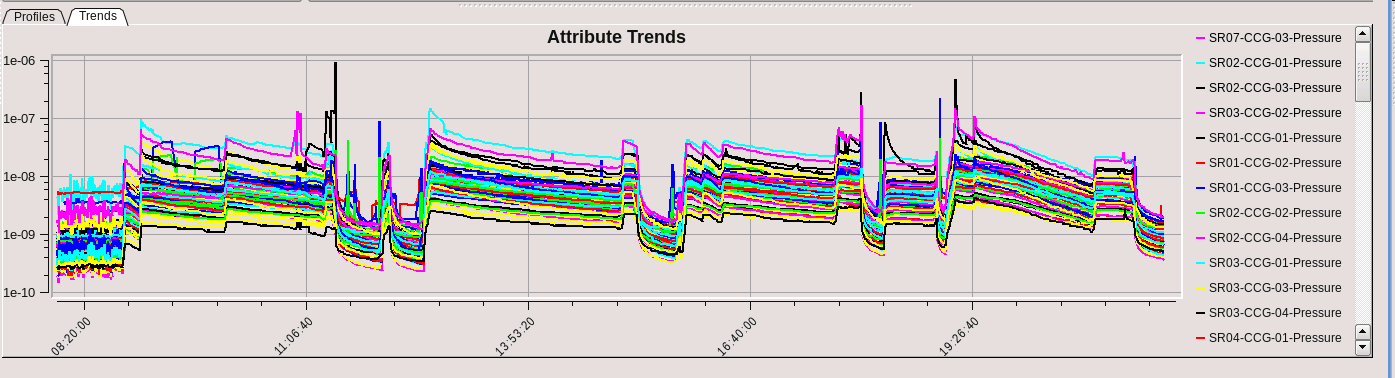 Profiles Trends
Attribute Trends
1e-06
1e-07
1e-08
1e-09
1e-10
08:20:00
11:06:40
13:53:20
16:40:00
19:26:40
SR07-CCG-03-Pressure
SR02-CCG-01-Pressure
SR02-CCG-03-Pressure
SR03-CCG-02-Pressure
SR01-CCG-01-Pressure
SR01-CCG-02-Pressure
SR01-CCG-03-Pressure
SR02-CCG-02-Pressure
SR02-CCG-04-Pressure
SR03-CCG-01-Pressure
SR03-CCG-03-Pressure
SR03-CCG-04-Pressure
SR04-CCG-01-Pressure